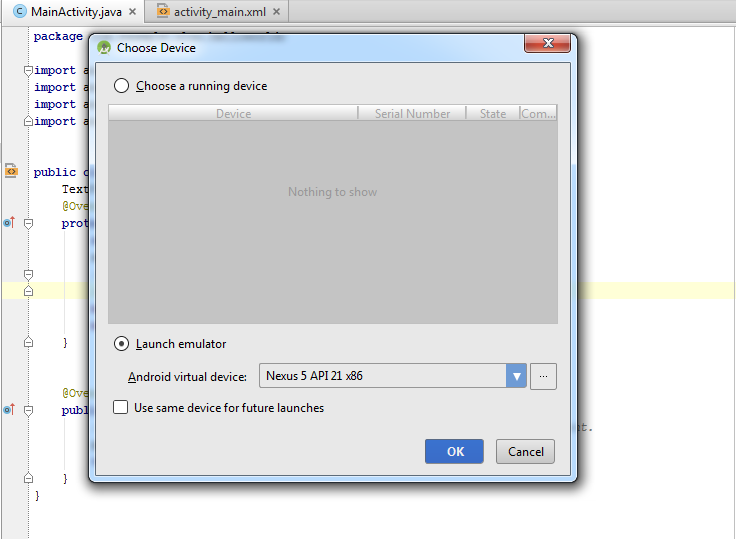 MainActivity.java
activity_main.xml
package
Choose Device
import a
import a
import a
import a
Choose a running device
Device Serial Number State Com...
public
Nothing to show
Text
@Ove
prot
Launch emulator
}
Android virtual device: Nexus 5 API 21 x86 ...
@Ove
Use same device for future launches
publ
OK Cancel
}
}